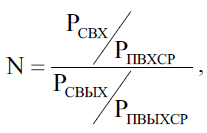 N = (P_СВХ / P_ПВХСР) / (P_СВЫХ / P_ПВЫХСР) ,